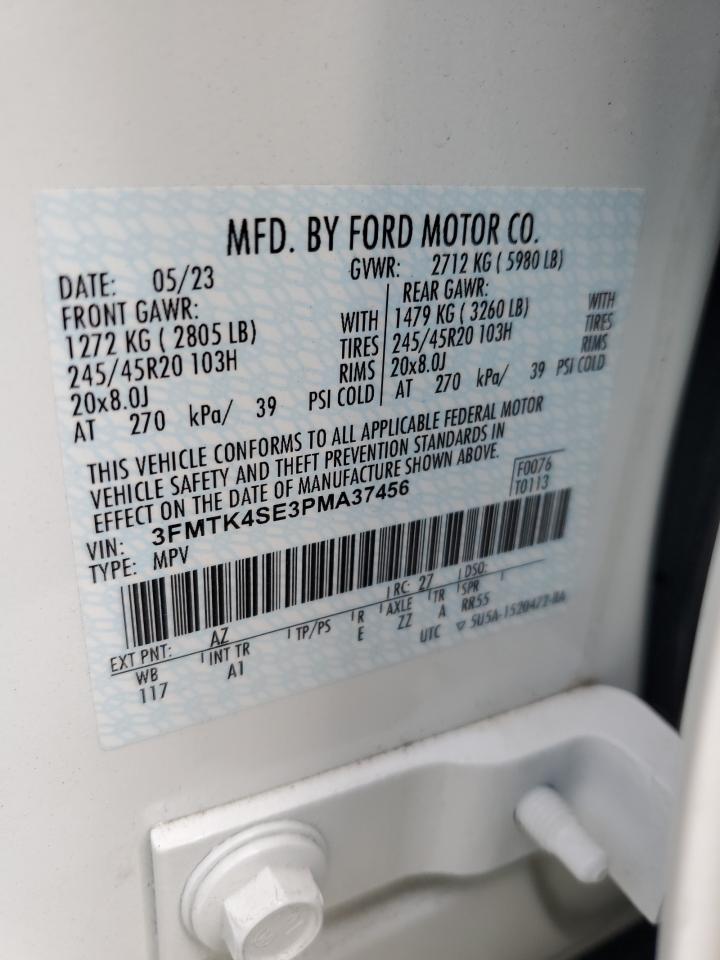 MFD. BY FORD MOTOR CO.
DATE: 05/23 GVWR: 2712 KG ( 5980 LB)
FRONT GAWR: REAR GAWR:
1272 KG ( 2805 LB) WITH 1479 KG ( 3260 LB) WITH
245/45R20 103H TIRES 245/45R20 103H TIRES
20x8.0J RIMS 20x8.0J RIMS
AT 270 kPa/ 39 PSI COLD AT 270 kPa/ 39 PSI COLD
THIS VEHICLE CONFORMS TO ALL APPLICABLE FEDERAL MOTOR
VEHICLE SAFETY AND THEFT PREVENTION STANDARDS IN
EFFECT ON THE DATE OF MANUFACTURE SHOWN ABOVE.
F0076
T0113
VIN: 3FMTK4SE3PMA37456
TYPE: MPV
EXT PNT: AZ RC: 27 DSO:
WB INT TR TP/PS R AXLE TR SPR
117 A1 E ZZ A RR55
UTC ▽ 5U5A-1520472-BA